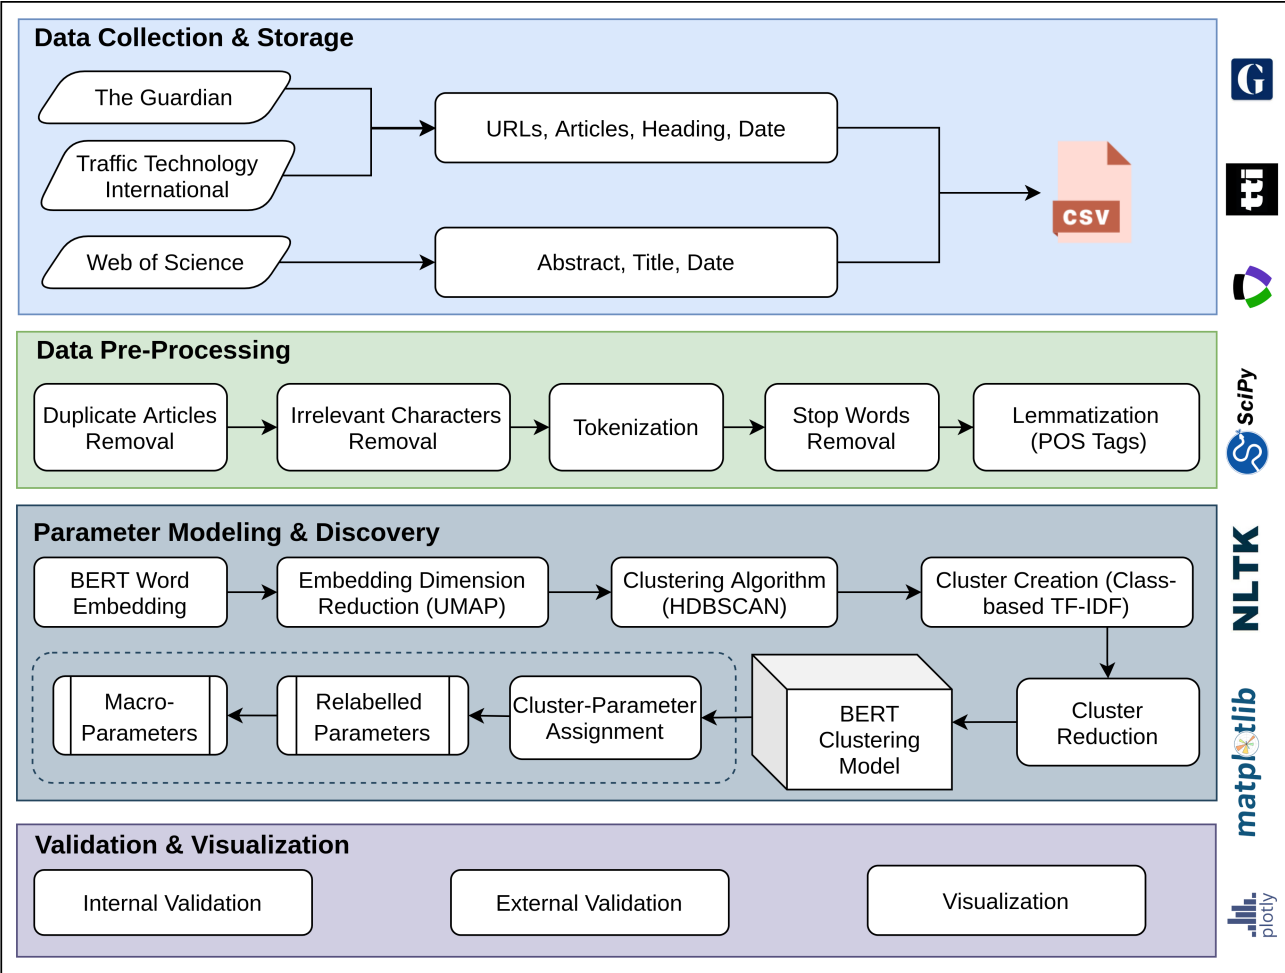 Data Collection & Storage
The Guardian
Traffic Technology
International
Web of Science
URLs, Articles, Heading, Date
Abstract, Title, Date
CSV
G
tti
Data Pre-Processing
Duplicate Articles
Removal
Irrelevant Characters
Removal
Tokenization
Stop Words
Removal
Lemmatization
(POS Tags)
SciPy
Parameter Modeling & Discovery
BERT Word
Embedding
Embedding Dimension
Reduction (UMAP)
Clustering Algorithm
(HDBSCAN)
Cluster Creation (Class-
based TF-IDF)
Cluster
Reduction
BERT
Clustering
Model
Cluster-Parameter
Assignment
Relabelled
Parameters
Macro-
Parameters
NLTK
matplotlib
Validation & Visualization
Internal Validation
External Validation
Visualization
plotly